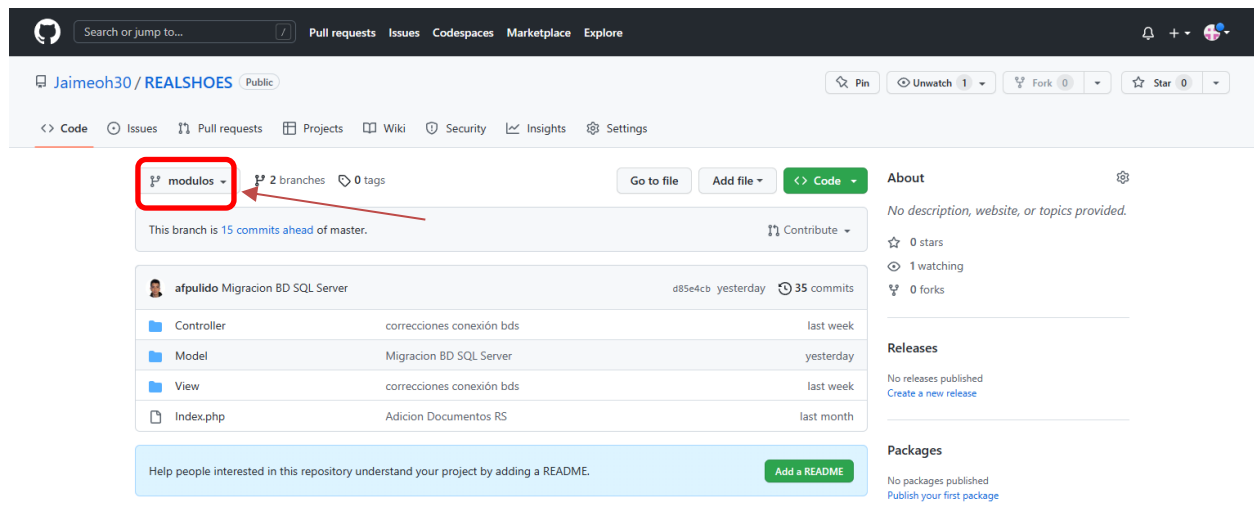 Search or jump to... / Pull requests Issues Codespaces Marketplace Explore
Jaimeoh30 / REALSHOES Public Pin Unwatch 1 Fork 0 Star 0
<> Code Issues Pull requests Projects Wiki Security Insights Settings
modulos 2 branches 0 tags Go to file Add file <> Code About
No description, website, or topics provided.
This branch is 15 commits ahead of master. Contribute
0 stars
1 watching
afpulido Migracion BD SQL Server d85e4cb yesterday 35 commits
0 forks
Controller correcciones conexión bds last week
Releases
Model Migracion BD SQL Server yesterday
No releases published
View correcciones conexión bds last week
Create a new release
Index.php Adicion Documentos RS last month
Packages
Help people interested in this repository understand your project by adding a README. Add a README
No packages published
Publish your first package